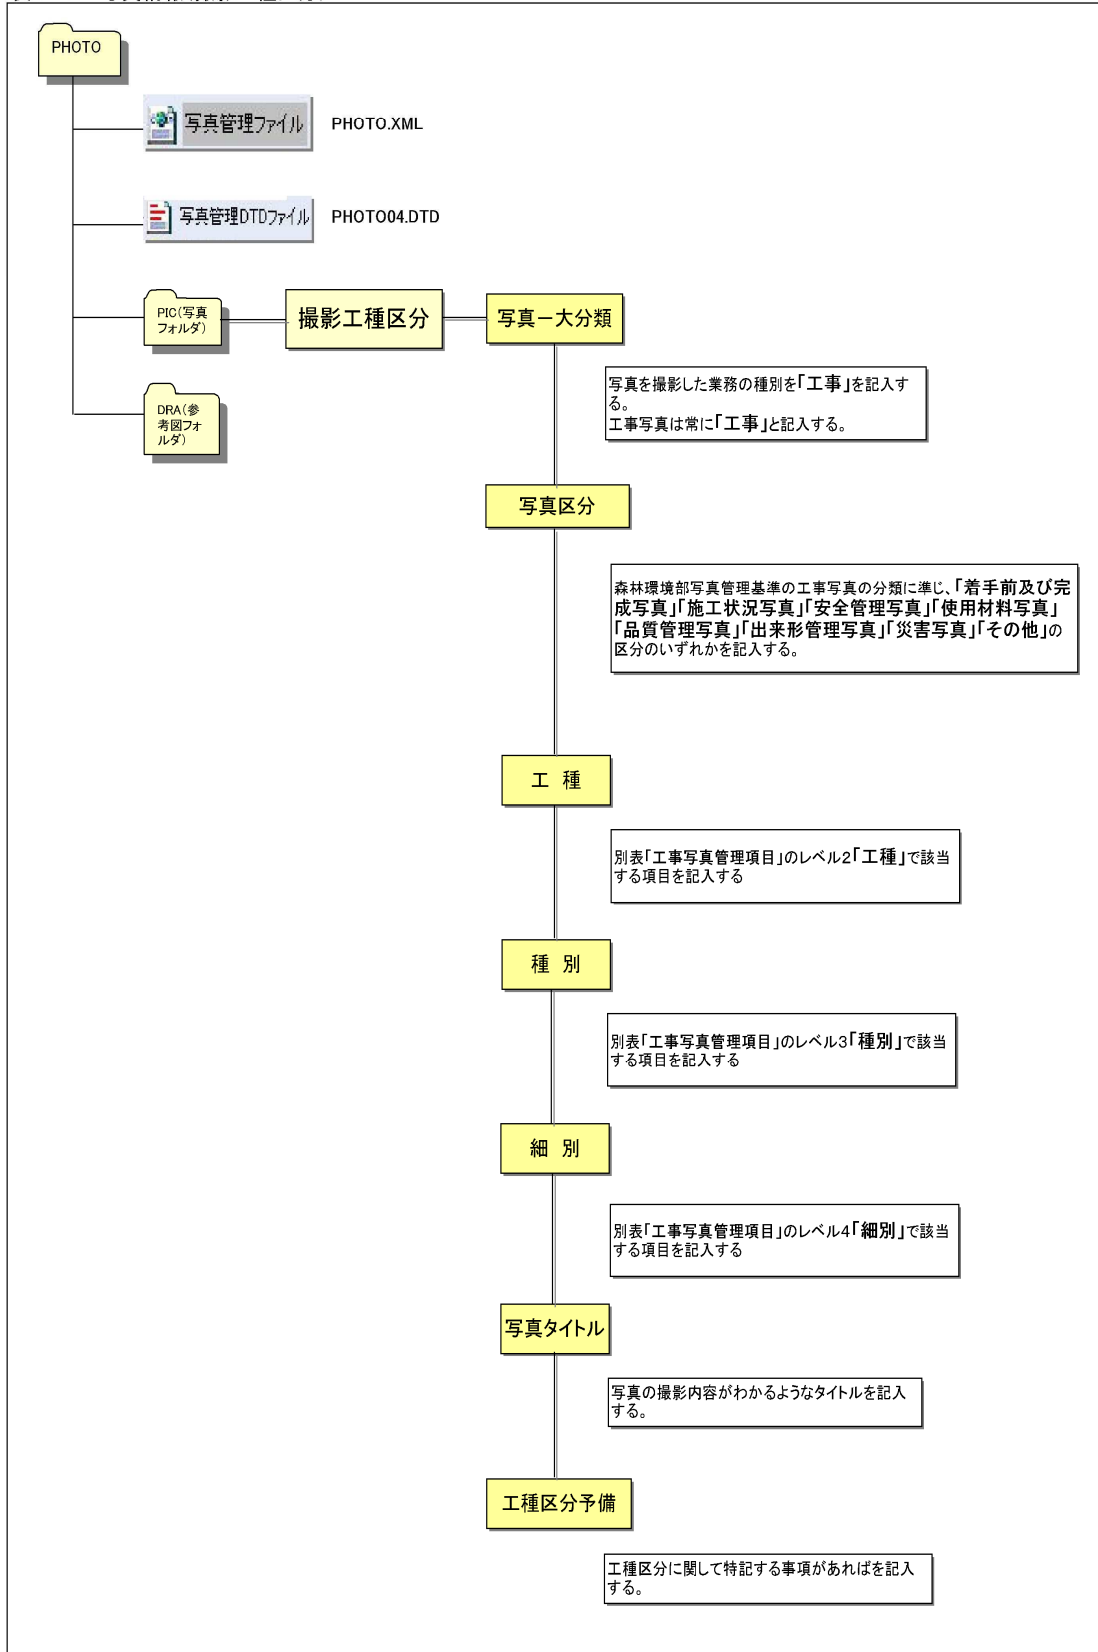 PHOTO
写真管理ファイル
PHOTO.XML
写真管理DTDファイル
PHOTO04.DTD
PIC(写真
フォルダ)
撮影工種区分
写真－大分類
写真を撮影した業務の種別を「工事」を記入す
る。
工事写真は常に「工事」と記入する。
DRA(参
考図フォ
ルダ)
写真区分
森林環境部写真管理基準の工事写真の分類に準じ、「着手前及び完
成写真」「施工状況写真」「安全管理写真」「使用材料写真」
「品質管理写真」「出来形管理写真」「災害写真」「その他」の
区分のいずれかを記入する。
工 種
別表「工事写真管理項目」のレベル2「工種」で該当
する項目を記入する
種 別
別表「工事写真管理項目」のレベル3「種別」で該当
する項目を記入する
細 別
別表「工事写真管理項目」のレベル4「細別」で該当
する項目を記入する
写真タイトル
写真の撮影内容がわかるようなタイトルを記入
する。
工種区分予備
工種区分に関して特記する事項があればを記入
する。